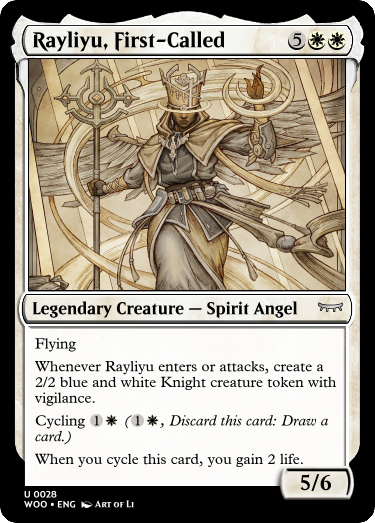 Rayliyu, First-Called 5
Legendary Creature — Spirit Angel
Flying
Whenever Rayliyu enters or attacks, create a
2/2 blue and white Knight creature token with
vigilance.
Cycling 1 (1, Discard this card: Draw a
card.)
When you cycle this card, you gain 2 life.
5/6
U 0028
WOO • ENG Art of Li